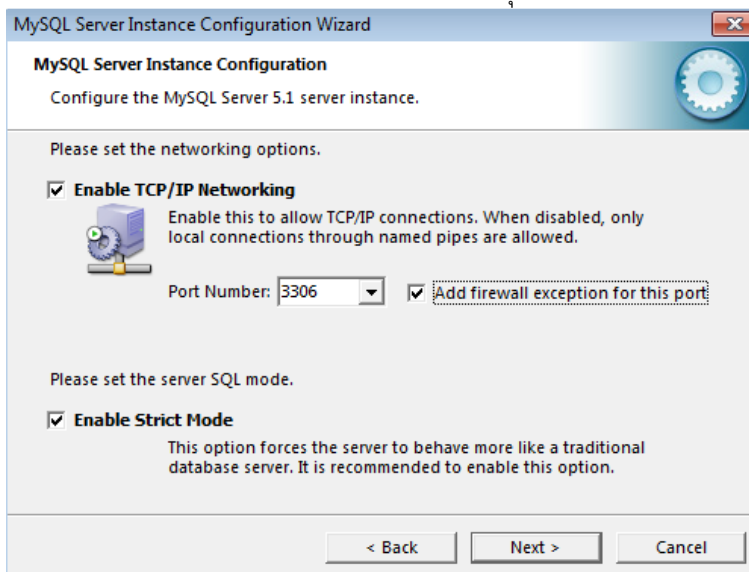 MySQL Server Instance Configuration Wizard
MySQL Server Instance Configuration
Configure the MySQL Server 5.1 server instance.
Please set the networking options.
Enable TCP/IP Networking
Enable this to allow TCP/IP connections. When disabled, only
local connections through named pipes are allowed.
Port Number: 3306 Add firewall exception for this port
Please set the server SQL mode.
Enable Strict Mode
This option forces the server to behave more like a traditional
database server. It is recommended to enable this option.
< Back Next > Cancel